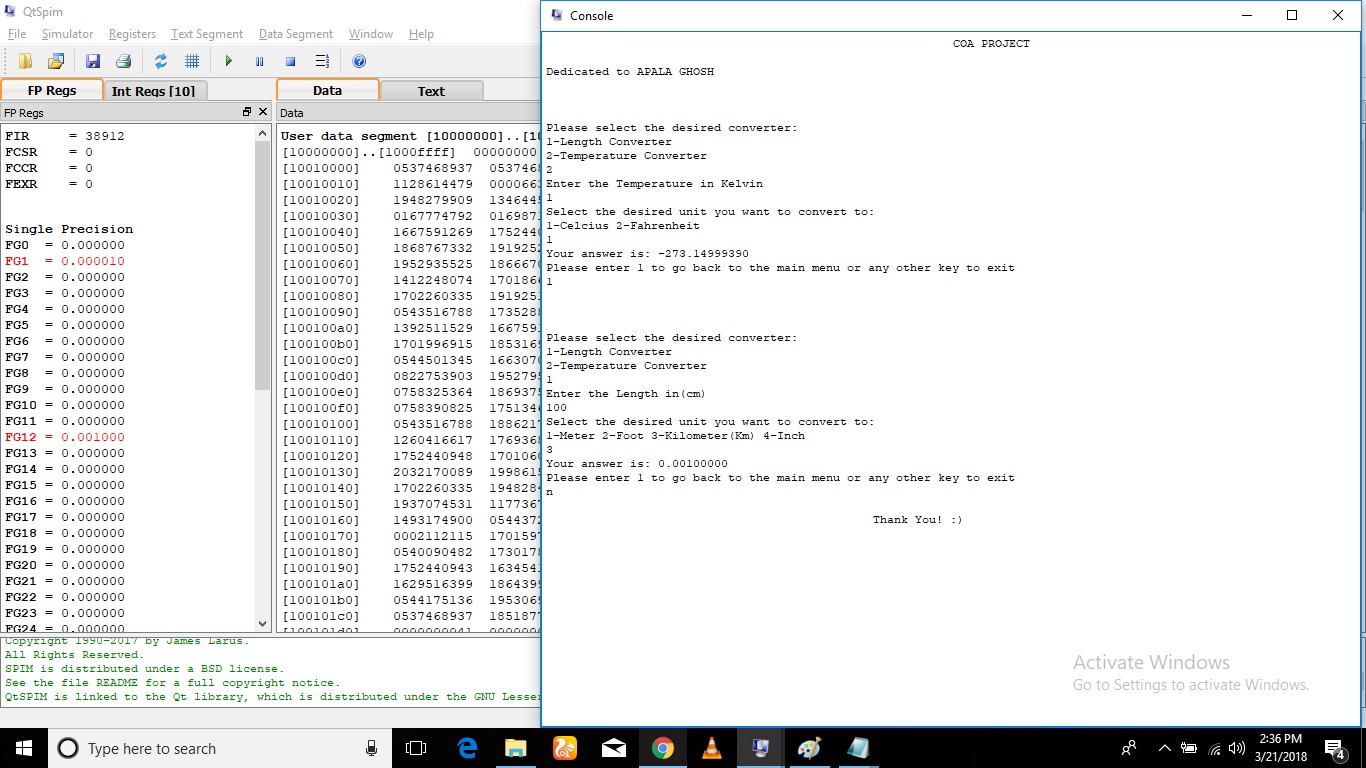 QtSpim
File Simulator Registers Text Segment Data Segment Window Help
FP Regs Int Regs [10] Data Text
FP Regs
Data
FIR = 38912
FCSR = 0
FCCR = 0
FEXR = 0
Single Precision
FG0 = 0.000000
FG1 = 0.000010
FG2 = 0.000000
FG3 = 0.000000
FG4 = 0.000000
FG5 = 0.000000
FG6 = 0.000000
FG7 = 0.000000
FG8 = 0.000000
FG9 = 0.000000
FG10 = 0.000000
FG11 = 0.000000
FG12 = 0.001000
FG13 = 0.000000
FG14 = 0.000000
FG15 = 0.000000
FG16 = 0.000000
FG17 = 0.000000
FG18 = 0.000000
FG19 = 0.000000
FG20 = 0.000000
FG21 = 0.000000
FG22 = 0.000000
FG23 = 0.000000
FG24 = 0.000000
User data segment [10000000]..[10
[10000000]..[1000ffff] 00000000
[10010000] 0537468937 053746
[10010010] 1128614479 000066
[10010020] 1948279909 134644
[10010030] 0167774792 016987
[10010040] 1667591269 175244
[10010050] 1868767332 191925
[10010060] 1952935525 186667
[10010070] 1412248074 170186
[10010080] 1702260335 191925
[10010090] 0543516788 173528
[100100a0] 1392511529 166759
[100100b0] 1701996915 185316
[100100c0] 0544501345 166307
[100100d0] 0822753903 195279
[100100e0] 0758325364 186937
[100100f0] 0758390825 175134
[10010100] 0543516788 188621
[10010110] 1260416617 176936
[10010120] 1752440948 170106
[10010130] 2032170089 199861
[10010140] 1702260335 194828
[10010150] 1937074531 117736
[10010160] 1493174900 054437
[10010170] 0002112115 170159
[10010180] 0540090482 173017
[10010190] 1752440943 163454
[100101a0] 1629516399 186439
[100101b0] 0544175136 195306
[100101c0] 0537468937 185187
Copyright 1990-2017 by James Larus.
All Rights Reserved.
SPIM is distributed under a BSD license.
See the file README for a full copyright notice.
QtSPIM is linked to the Qt library, which is distributed under the GNU Lesser
Console
COA PROJECT
Dedicated to APALA GHOSH
Please select the desired converter:
1-Length Converter
2-Temperature Converter
2
Enter the Temperature in Kelvin
1
Select the desired unit you want to convert to:
1-Celcius 2-Fahrenheit
1
Your answer is: -273.14999390
Please enter 1 to go back to the main menu or any other key to exit
1
Please select the desired converter:
1-Length Converter
2-Temperature Converter
1
Enter the Length in(cm)
100
Select the desired unit you want to convert to:
1-Meter 2-Foot 3-Kilometer(Km) 4-Inch
3
Your answer is: 0.00100000
Please enter 1 to go back to the main menu or any other key to exit
n
Thank You! :)
Activate Windows
Go to Settings to activate Windows.
Type here to search
2:36 PM
3/21/2018
4